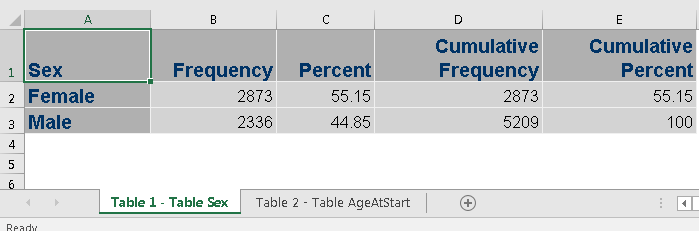 A B C D E
Cumulative Cumulative
1 Sex Frequency Percent Frequency Percent
2 Female 2873 55.15 2873 55.15
3 Male 2336 44.85 5209 100
4
5
6
Table 1 - Table Sex Table 2 - Table AgeAtStart
Ready